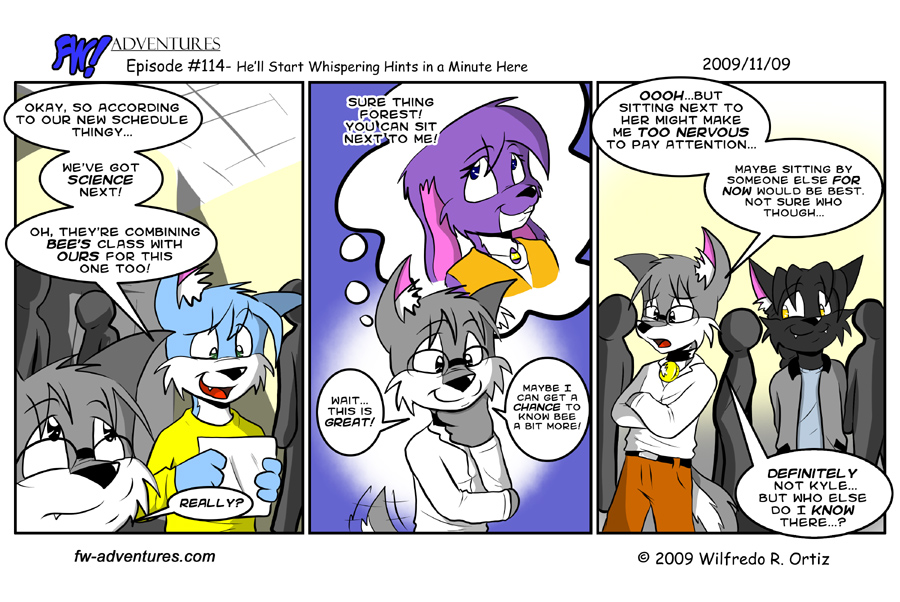 FW! ADVENTURES
Episode #114- He'll Start Whispering Hints in a Minute Here
2009/11/09
OKAY, SO ACCORDING
TO OUR NEW SCHEDULE
THINGY...
WE'VE GOT
SCIENCE
NEXT!
OH, THEY'RE COMBINING
BEE'S CLASS WITH
OURS FOR THIS
ONE TOO!
REALLY?
SURE THING
FOREST!
YOU CAN SIT
NEXT TO ME!
WAIT...
THIS IS
GREAT!
MAYBE I
CAN GET A
CHANCE TO
KNOW BEE
A BIT MORE!
OOOH...BUT
SITTING NEXT TO
HER MIGHT MAKE
ME TOO NERVOUS
TO PAY ATTENTION...
MAYBE SITTING BY
SOMEONE ELSE FOR
NOW WOULD BE BEST.
NOT SURE WHO
THOUGH...
DEFINITELY
NOT KYLE...
BUT WHO ELSE
DO I KNOW
THERE...?
fw-adventures.com
© 2009 Wilfredo R. Ortiz